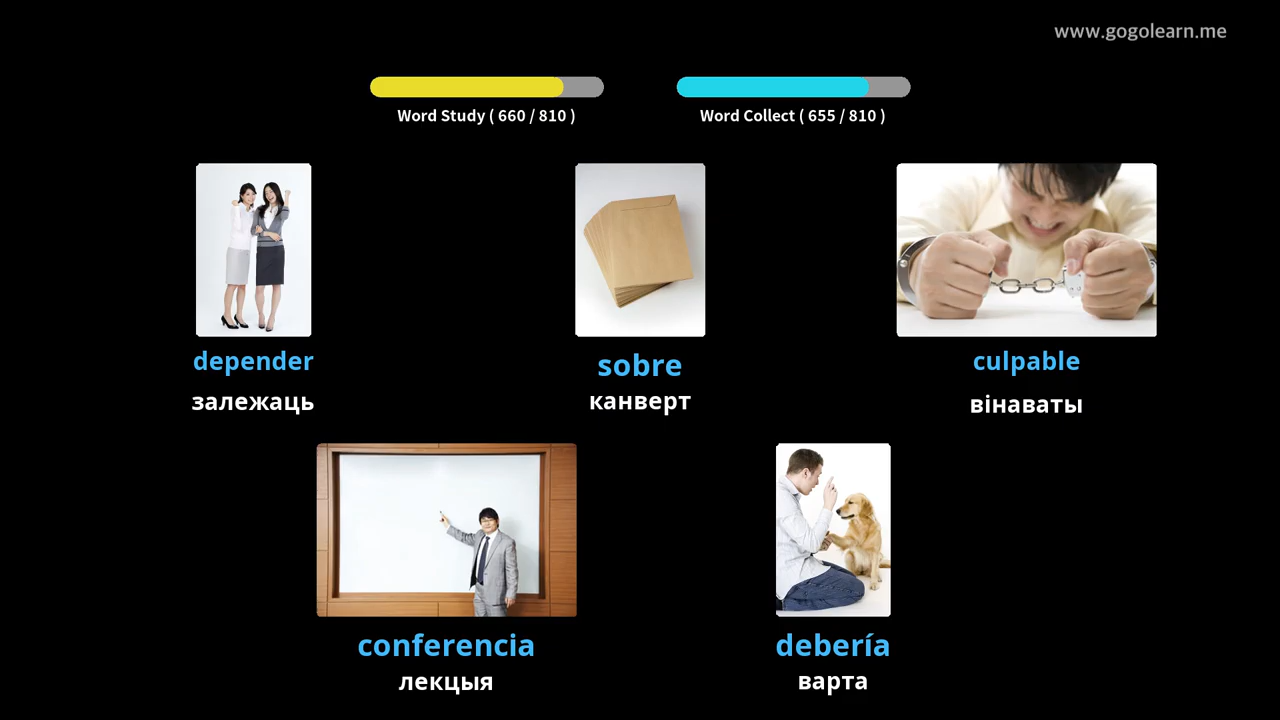 www.gogolearn.me
Word Study ( 660 / 810 )
Word Collect ( 655 / 810 )
depender
залежаць
sobre
канверт
culpable
вінаваты
conferencia
лекцыя
debería
варта